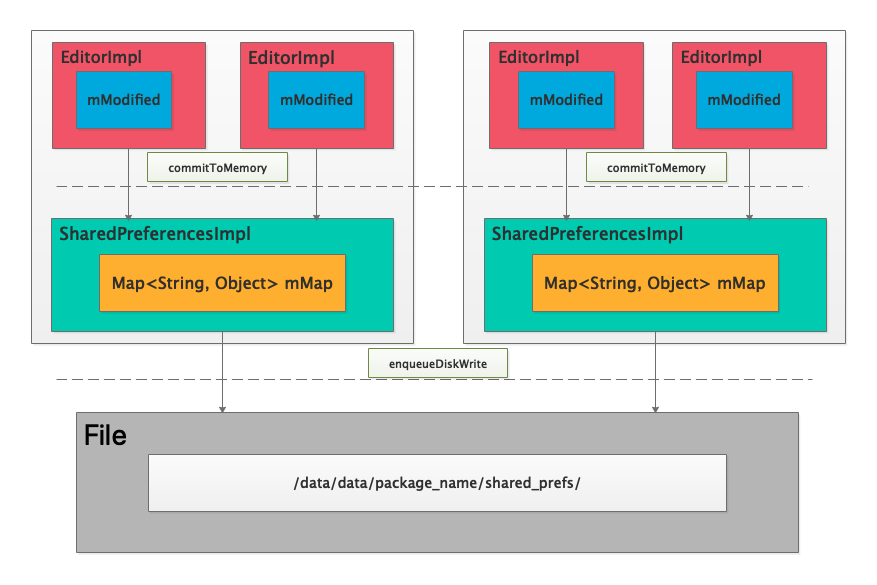 EditorImpl
mModified
EditorImpl
mModified
EditorImpl
mModified
EditorImpl
mModified
commitToMemory
commitToMemory
SharedPreferencesImpl
Map<String, Object> mMap
SharedPreferencesImpl
Map<String, Object> mMap
enqueueDiskWrite
File
/data/data/package_name/shared_prefs/